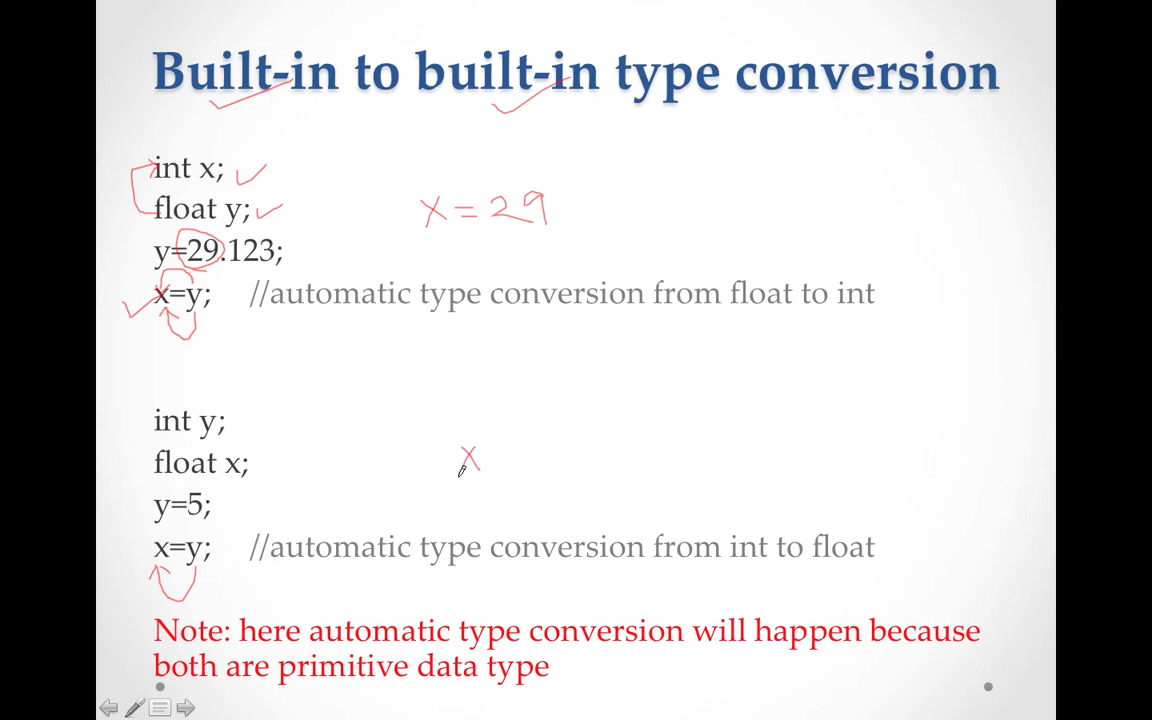 Built-in to built-in type conversion
int x;
float y;
x = 29
y=29.123;
x=y; //automatic type conversion from float to int
int y;
float x;
x
y=5;
x=y; //automatic type conversion from int to float
Note: here automatic type conversion will happen because
both are primitive data type